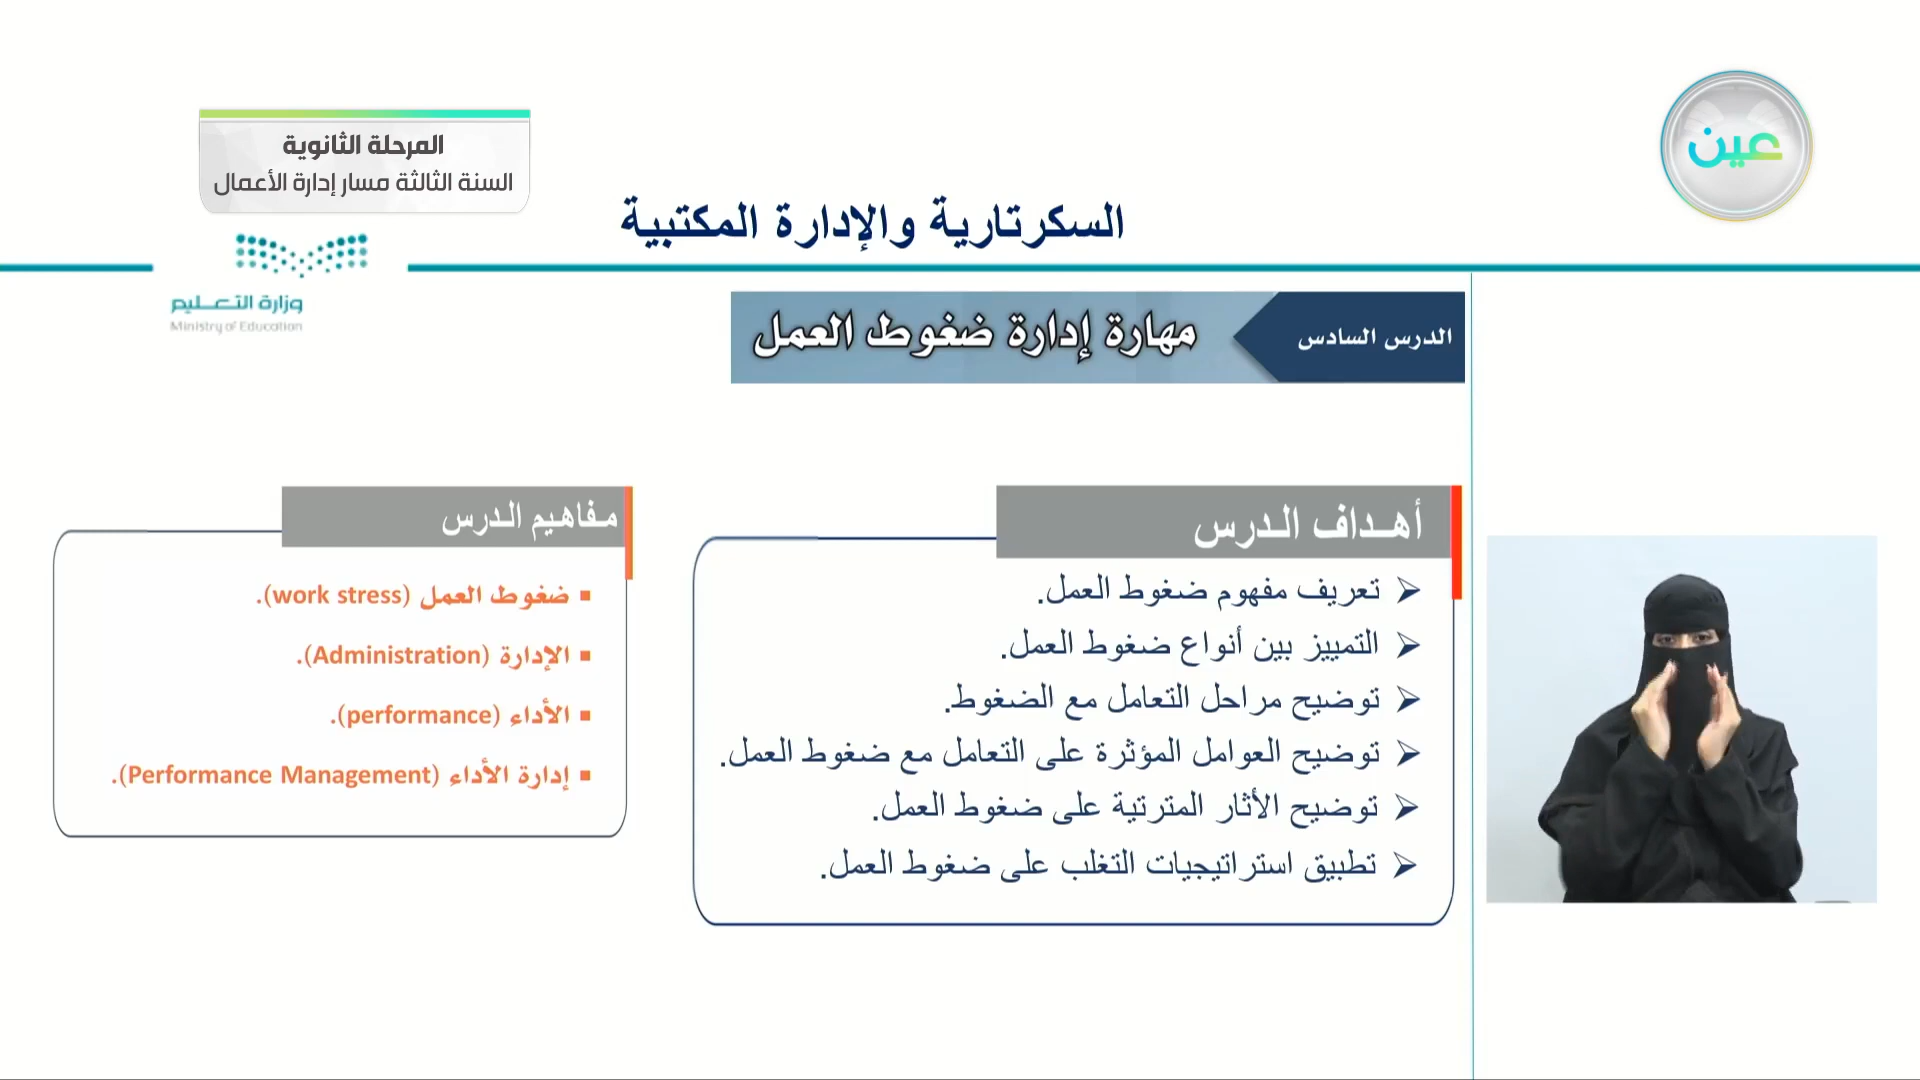 عين
المرحلة الثانوية
السنة الثالثة مسار إدارة الأعمال
السكرتارية والإدارة المكتبية
وزارة التعـــليم
Ministry of Education
الدرس السادس
مهارة إدارة ضغوط العمل
أهـداف الـدرس
تعريف مفهوم ضغوط العمل.
التمييز بين أنواع ضغوط العمل.
توضيح مراحل التعامل مع الضغوط.
توضيح العوامل المؤثرة على التعامل مع ضغوط العمل.
توضيح الأثار المترتية على ضغوط العمل.
تطبيق استراتيجيات التغلب على ضغوط العمل.
مـفاهـيم الـدرس
ضغوط العمل (work stress).
الإدارة (Administration).
الأداء (performance).
إدارة الأداء (Performance Management).